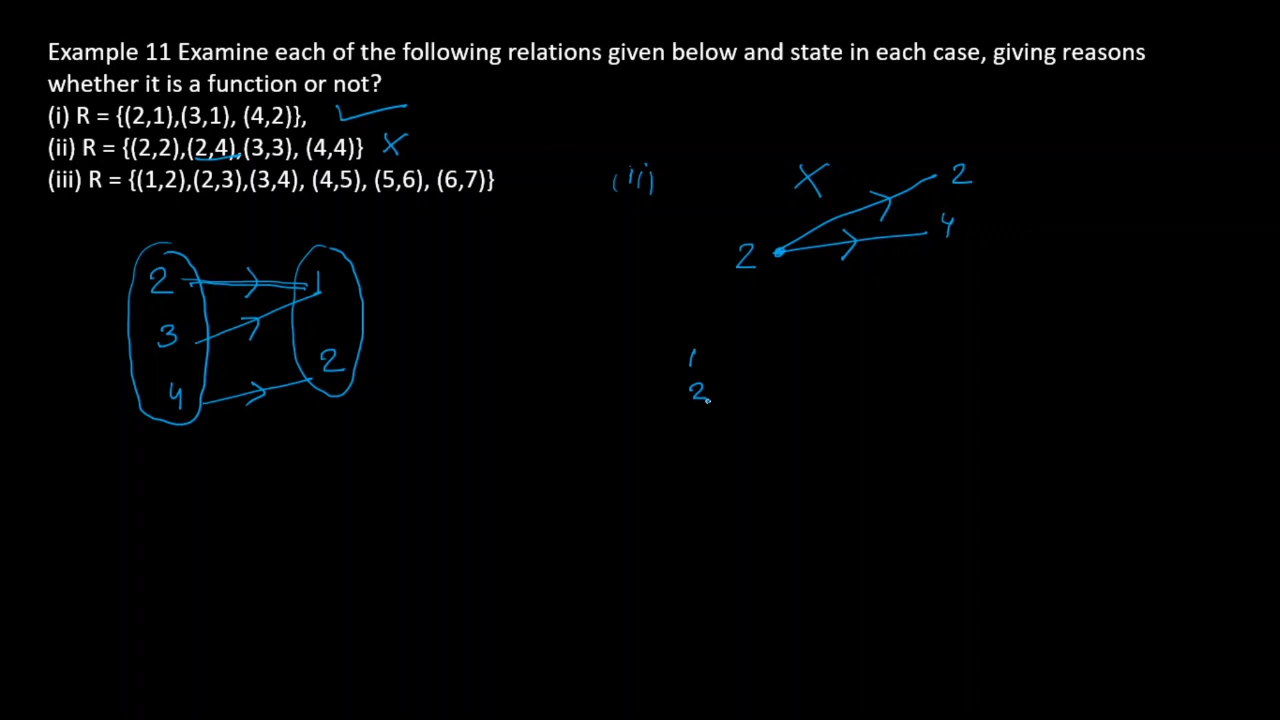 Example 11 Examine each of the following relations given below and state in each case, giving reasons
whether it is a function or not?
(i) R = {(2,1),(3,1), (4,2)},
(ii) R = {(2,2),(2,4),(3,3), (4,4)}
(iii) R = {(1,2),(2,3),(3,4), (4,5), (5,6), (6,7)}
2 1
3
2
4
2
4
2
1
2